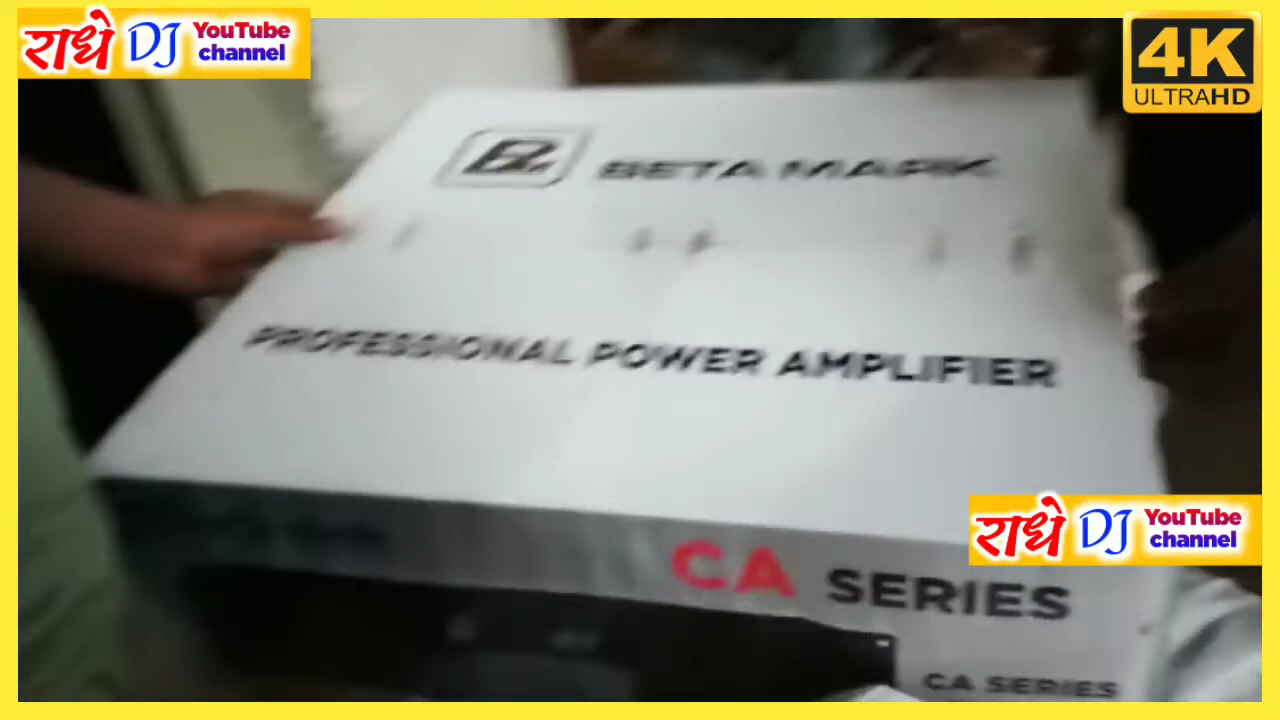 राधे DJ YouTube channel
4K
ULTRAHD
BETA MARK
PROFESSIONAL POWER AMPLIFIER
राधे DJ YouTube channel
CA SERIES
CA SERIES